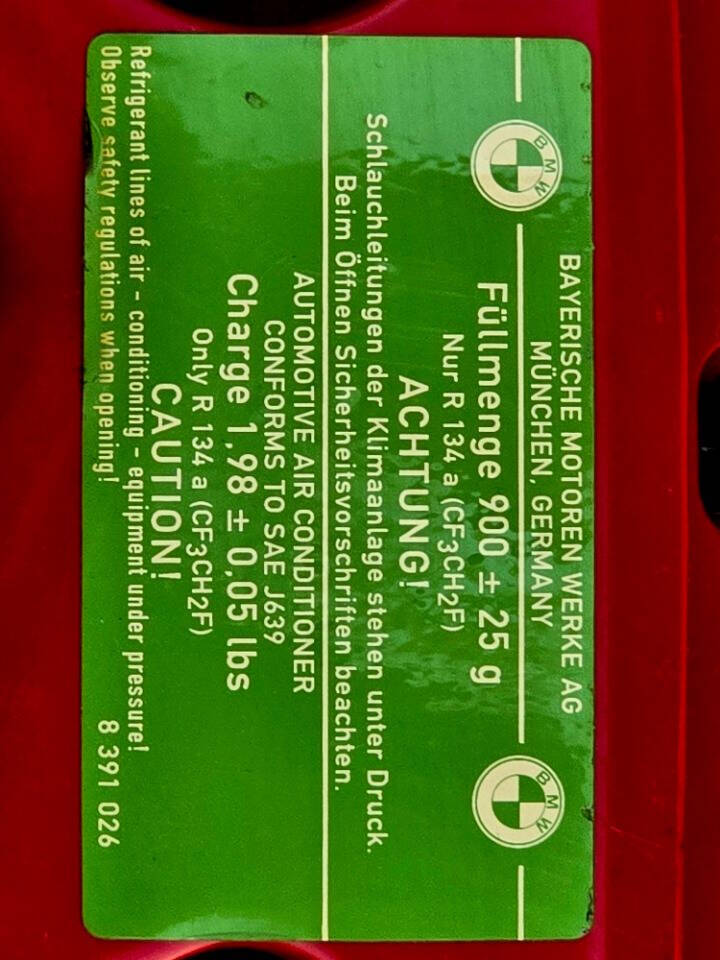 BAYERISCHE MOTOREN WERKE AG
MÜNCHEN, GERMANY
BMW
BMW
Füllmenge 900 ± 25 g
Nur R 134 a (CF3CH2F)
ACHTUNG!
Schlauchleitungen der Klimaanlage stehen unter Druck.
Beim Öffnen Sicherheitsvorschriften beachten.
AUTOMOTIVE AIR CONDITIONER
CONFORMS TO SAE J639
Charge 1,98 ± 0,05 lbs
Only R 134 a (CF3CH2F)
CAUTION!
Refrigerant lines of air - conditioning - equipment under pressure!
Observe safety regulations when opening!
8 391 026